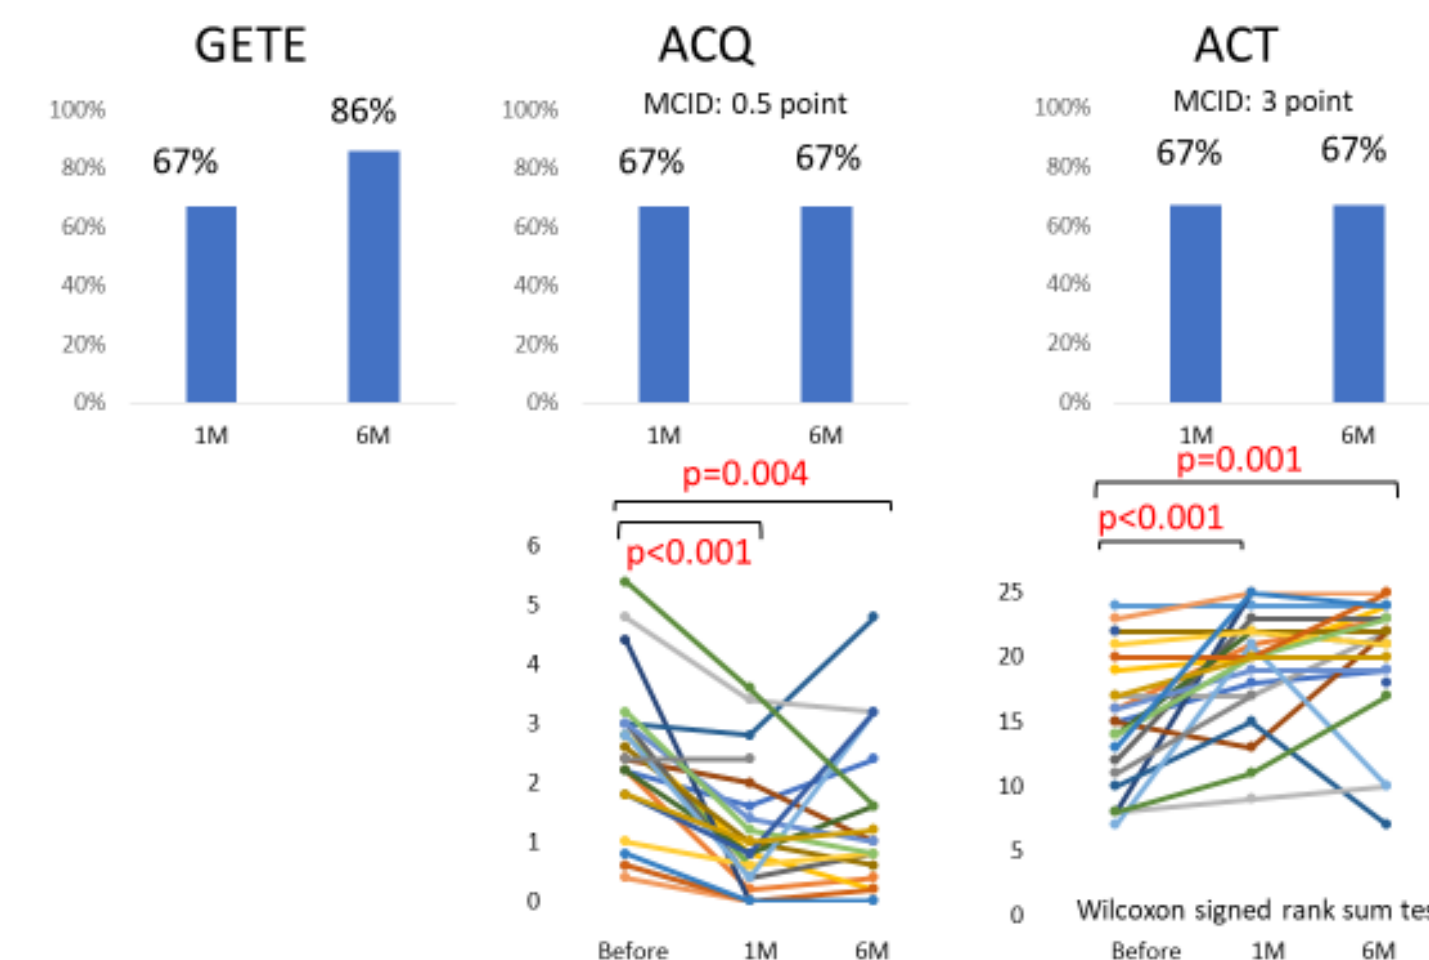 GETE
100%
80%
60%
40%
20%
0%
67%
86%
1M
6M
ACQ
MCID: 0.5 point
100%
80%
60%
40%
20%
0%
67%
67%
1M
6M
ACT
MCID: 3 point
100%
80%
60%
40%
20%
0%
67%
67%
1M
6M
p=0.004
p<0.001
6
5
4
3
2
1
0
Before
1M
6M
p=0.001
p<0.001
25
20
15
10
5
0
Wilcoxon signed rank sum tes
Before
1M
6M